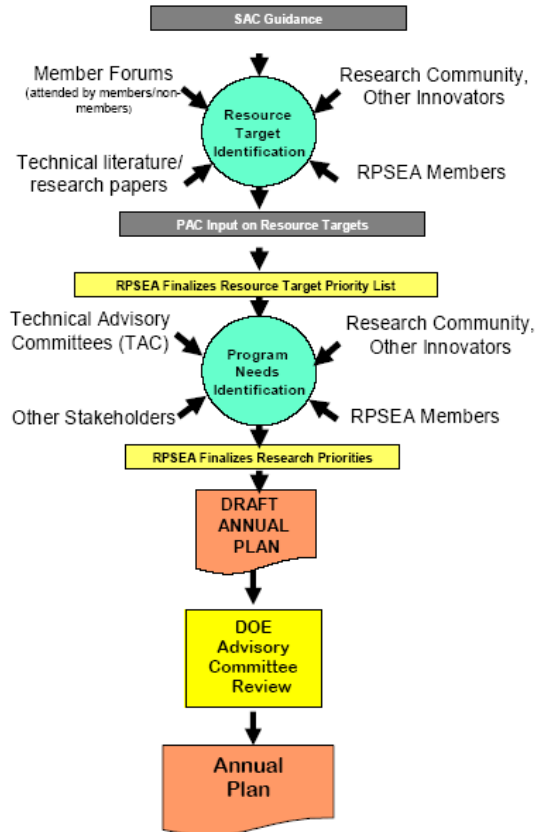 SAC Guidance
Member Forums
(attended by members/non-
members)
Research Community,
Other Innovators
Resource
Target
Identification
Technical literature/
research papers
RPSEA Members
PAC Input on Resource Targets
RPSEA Finalizes Resource Target Priority List
Technical Advisory
Committees (TAC)
Research Community,
Other Innovators
Program
Needs
Identification
Other Stakeholders
RPSEA Members
RPSEA Finalizes Research Priorities
DRAFT
ANNUAL
PLAN
DOE
Advisory
Committee
Review
Annual
Plan